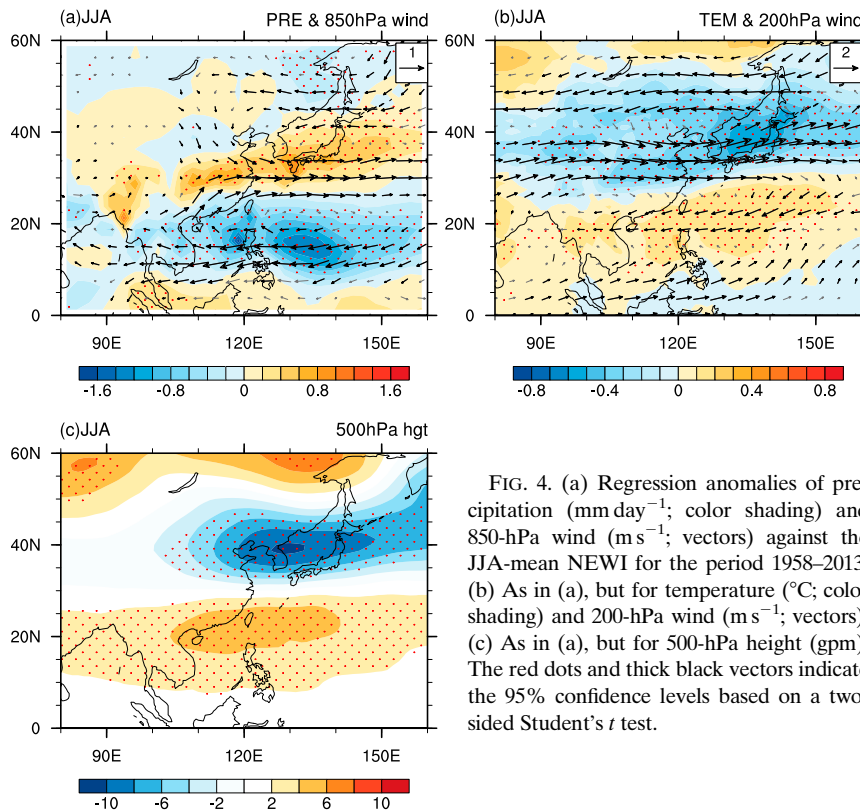 (a)JJA PRE & 850hPa wind
60N
40N
20N
0
1
90E 120E 150E
-1.6 -0.8 0 0.8 1.6
(b)JJA TEM & 200hPa wind
60N
40N
20N
0
2
90E 120E 150E
-0.8 -0.4 0 0.4 0.8
(c)JJA 500hPa hgt
60N
40N
20N
0
90E 120E 150E
-10 -6 -2 2 6 10
FIG. 4. (a) Regression anomalies of pre
cipitation (mm day⁻¹; color shading) and
850-hPa wind (m s⁻¹; vectors) against the
JJA-mean NEWI for the period 1958–2013
(b) As in (a), but for temperature (°C; colo
shading) and 200-hPa wind (m s⁻¹; vectors)
(c) As in (a), but for 500-hPa height (gpm)
The red dots and thick black vectors indicat
the 95% confidence levels based on a two
sided Student's t test.